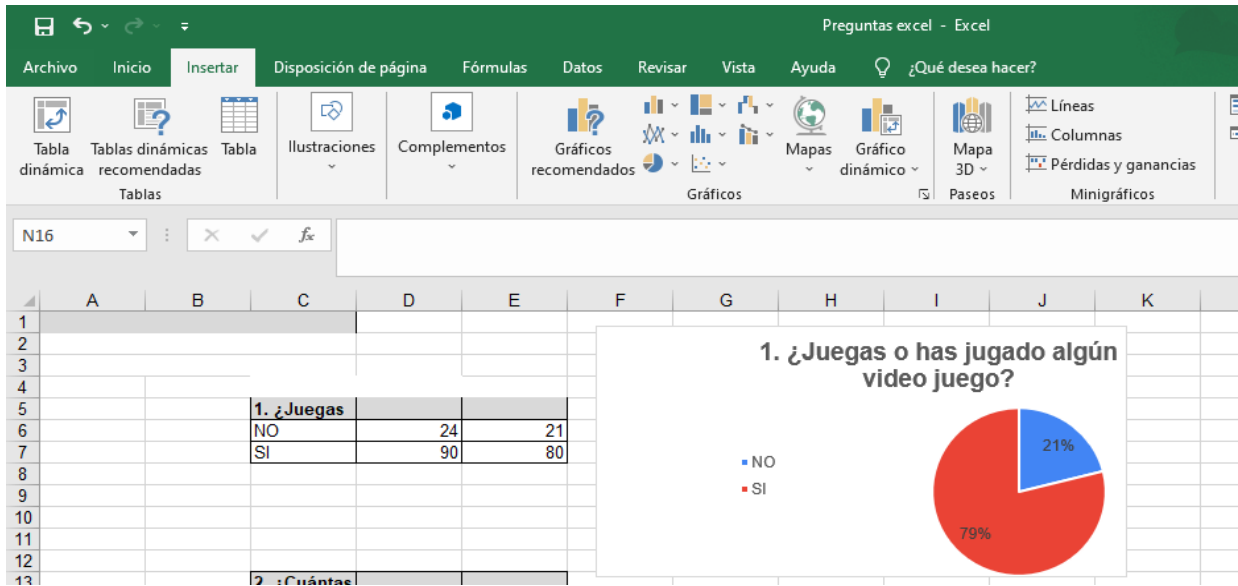 Preguntas excel - Excel
Archivo Inicio Insertar Disposición de página Fórmulas Datos Revisar Vista Ayuda ¿Qué desea hacer?
Tabla dinámica
Tablas dinámicas recomendadas
Tabla
Tablas
Ilustraciones
Complementos
Gráficos recomendados
Mapas
Gráfico dinámico
Gráficos
Mapa 3D
Paseos
Líneas
Columnas
Pérdidas y ganancias
Minigráficos
N16
fx
A B C D E F G H I J K
1
2
3
4
5 1. ¿Juegas
6 NO 24 21
7 SI 90 80
8
9
10
11
12
13 2. ¿Cuántas
1. ¿Juegas o has jugado algún
video juego?
NO
SI
21%
79%